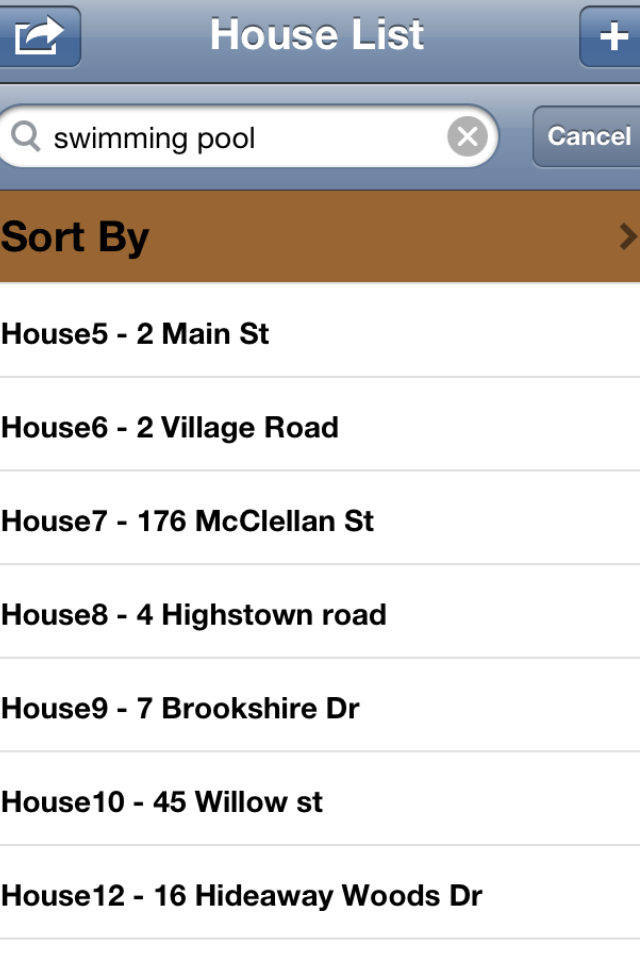 House List
swimming pool
Cancel
Sort By
House5 - 2 Main St
House6 - 2 Village Road
House7 - 176 McClellan St
House8 - 4 Highstown road
House9 - 7 Brookshire Dr
House10 - 45 Willow st
House12 - 16 Hideaway Woods Dr